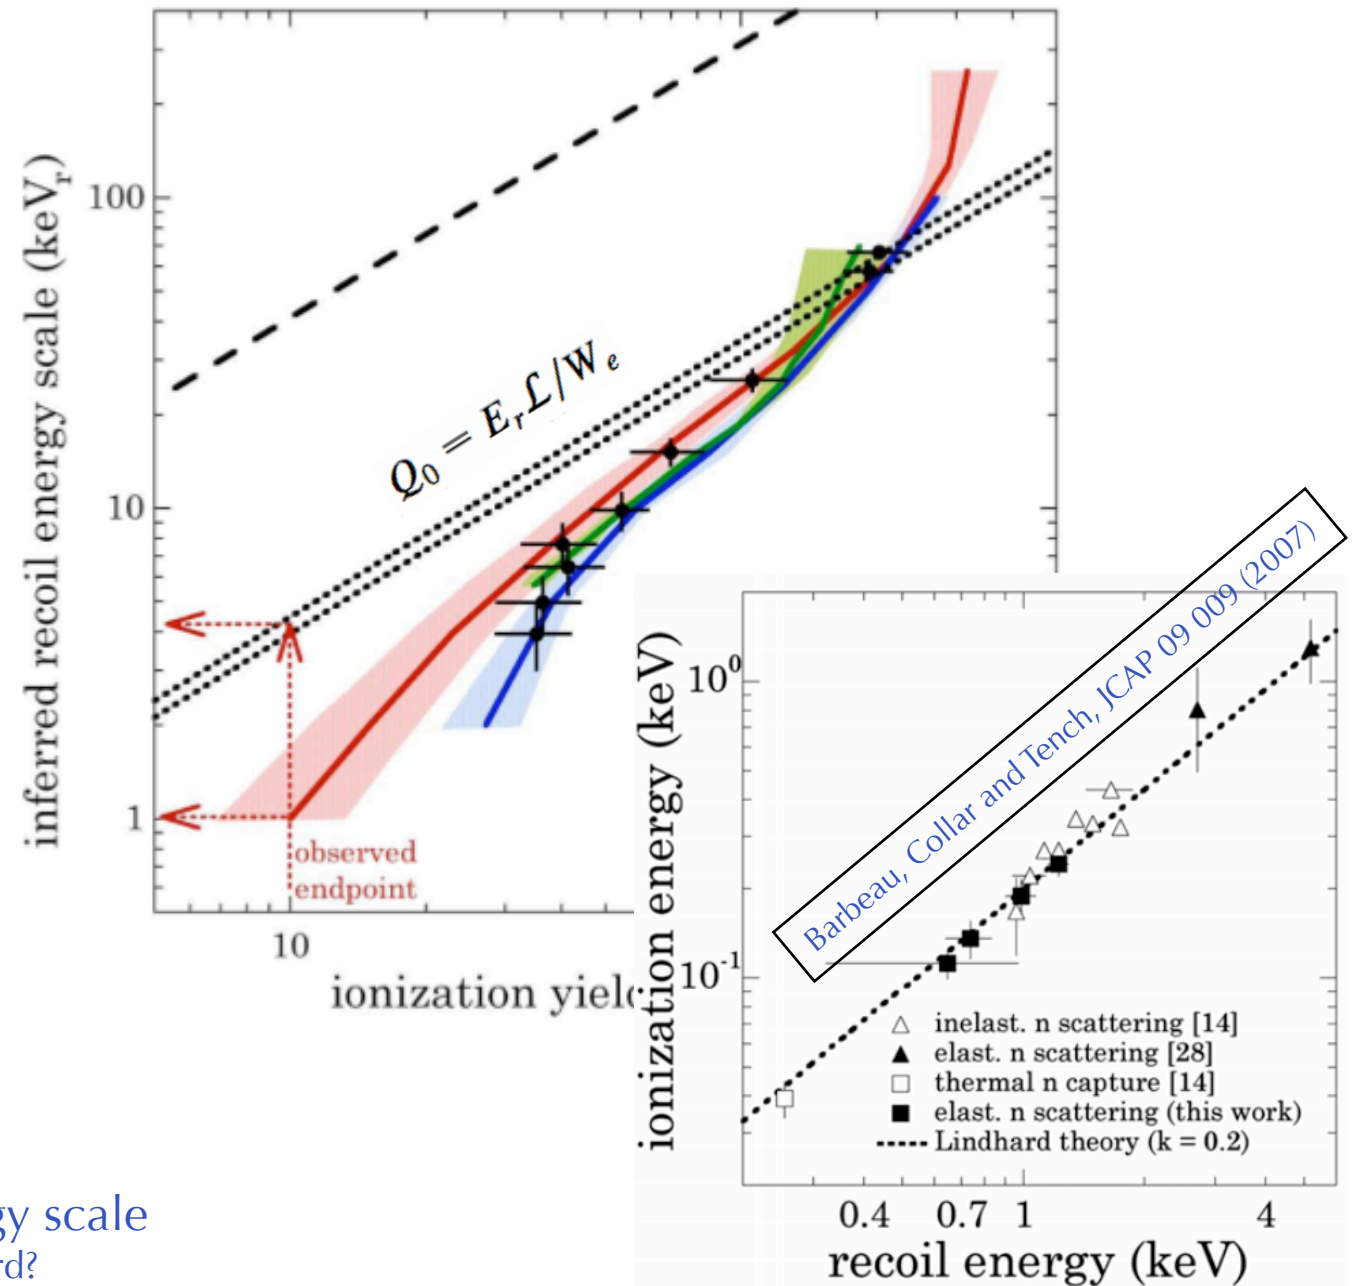 inferred recoil energy scale (keVr)
100
10
1
Q0 = Er ℒ/We
observed
endpoint
10
ionization yield
ionization energy (keV)
10^0
10^-1
Barbeau, Collar and Tench, JCAP 09 009 (2007)
inelast. n scattering [14]
elast. n scattering [28]
thermal n capture [14]
elast. n scattering (this work)
Lindhard theory (k = 0.2)
0.4 0.7 1 4
recoil energy (keV)
gy scale
rd?